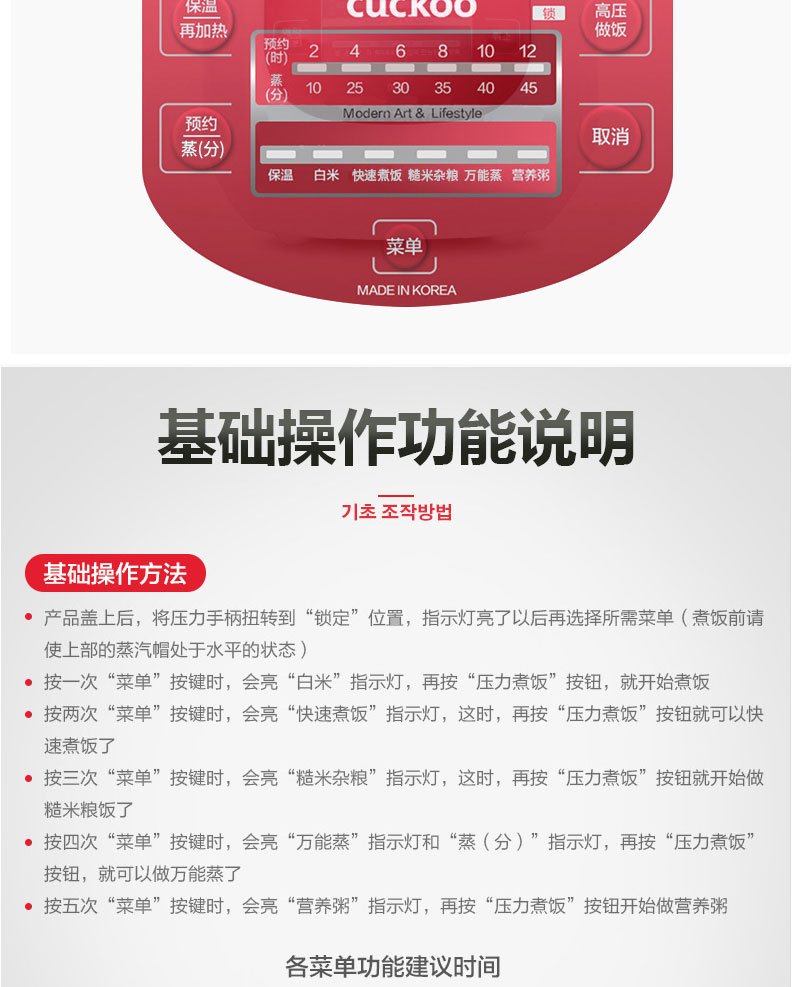 保温
再加热
cuckoo
锁
高压
做饭
预约
(时)
2 4 6 8 10 12
蒸
(分)
10 25 30 35 40 45
Modern Art & Lifestyle
预约
蒸(分)
取消
保温 白米 快速煮饭 糙米杂粮 万能蒸 营养粥
菜单
MADE IN KOREA
基础操作功能说明
기초 조작방법
基础操作方法
产品盖上后，将压力手柄扭转到“锁定”位置，指示灯亮了以后再选择所需菜单（煮饭前请
使上部的蒸汽帽处于水平的状态）
按一次“菜单”按键时，会亮“白米”指示灯，再按“压力煮饭”按钮，就开始煮饭
按两次“菜单”按键时，会亮“快速煮饭”指示灯，这时，再按“压力煮饭”按钮就可以快
速煮饭了
按三次“菜单”按键时，会亮“糙米杂粮”指示灯，这时，再按“压力煮饭”按钮就开始做
糙米粮饭了
按四次“菜单”按键时，会亮“万能蒸”指示灯和“蒸（分）”指示灯，再按“压力煮饭”
按钮，就可以做万能蒸了
按五次“菜单”按键时，会亮“营养粥”指示灯，再按“压力煮饭”按钮开始做营养粥
各菜单功能建议时间